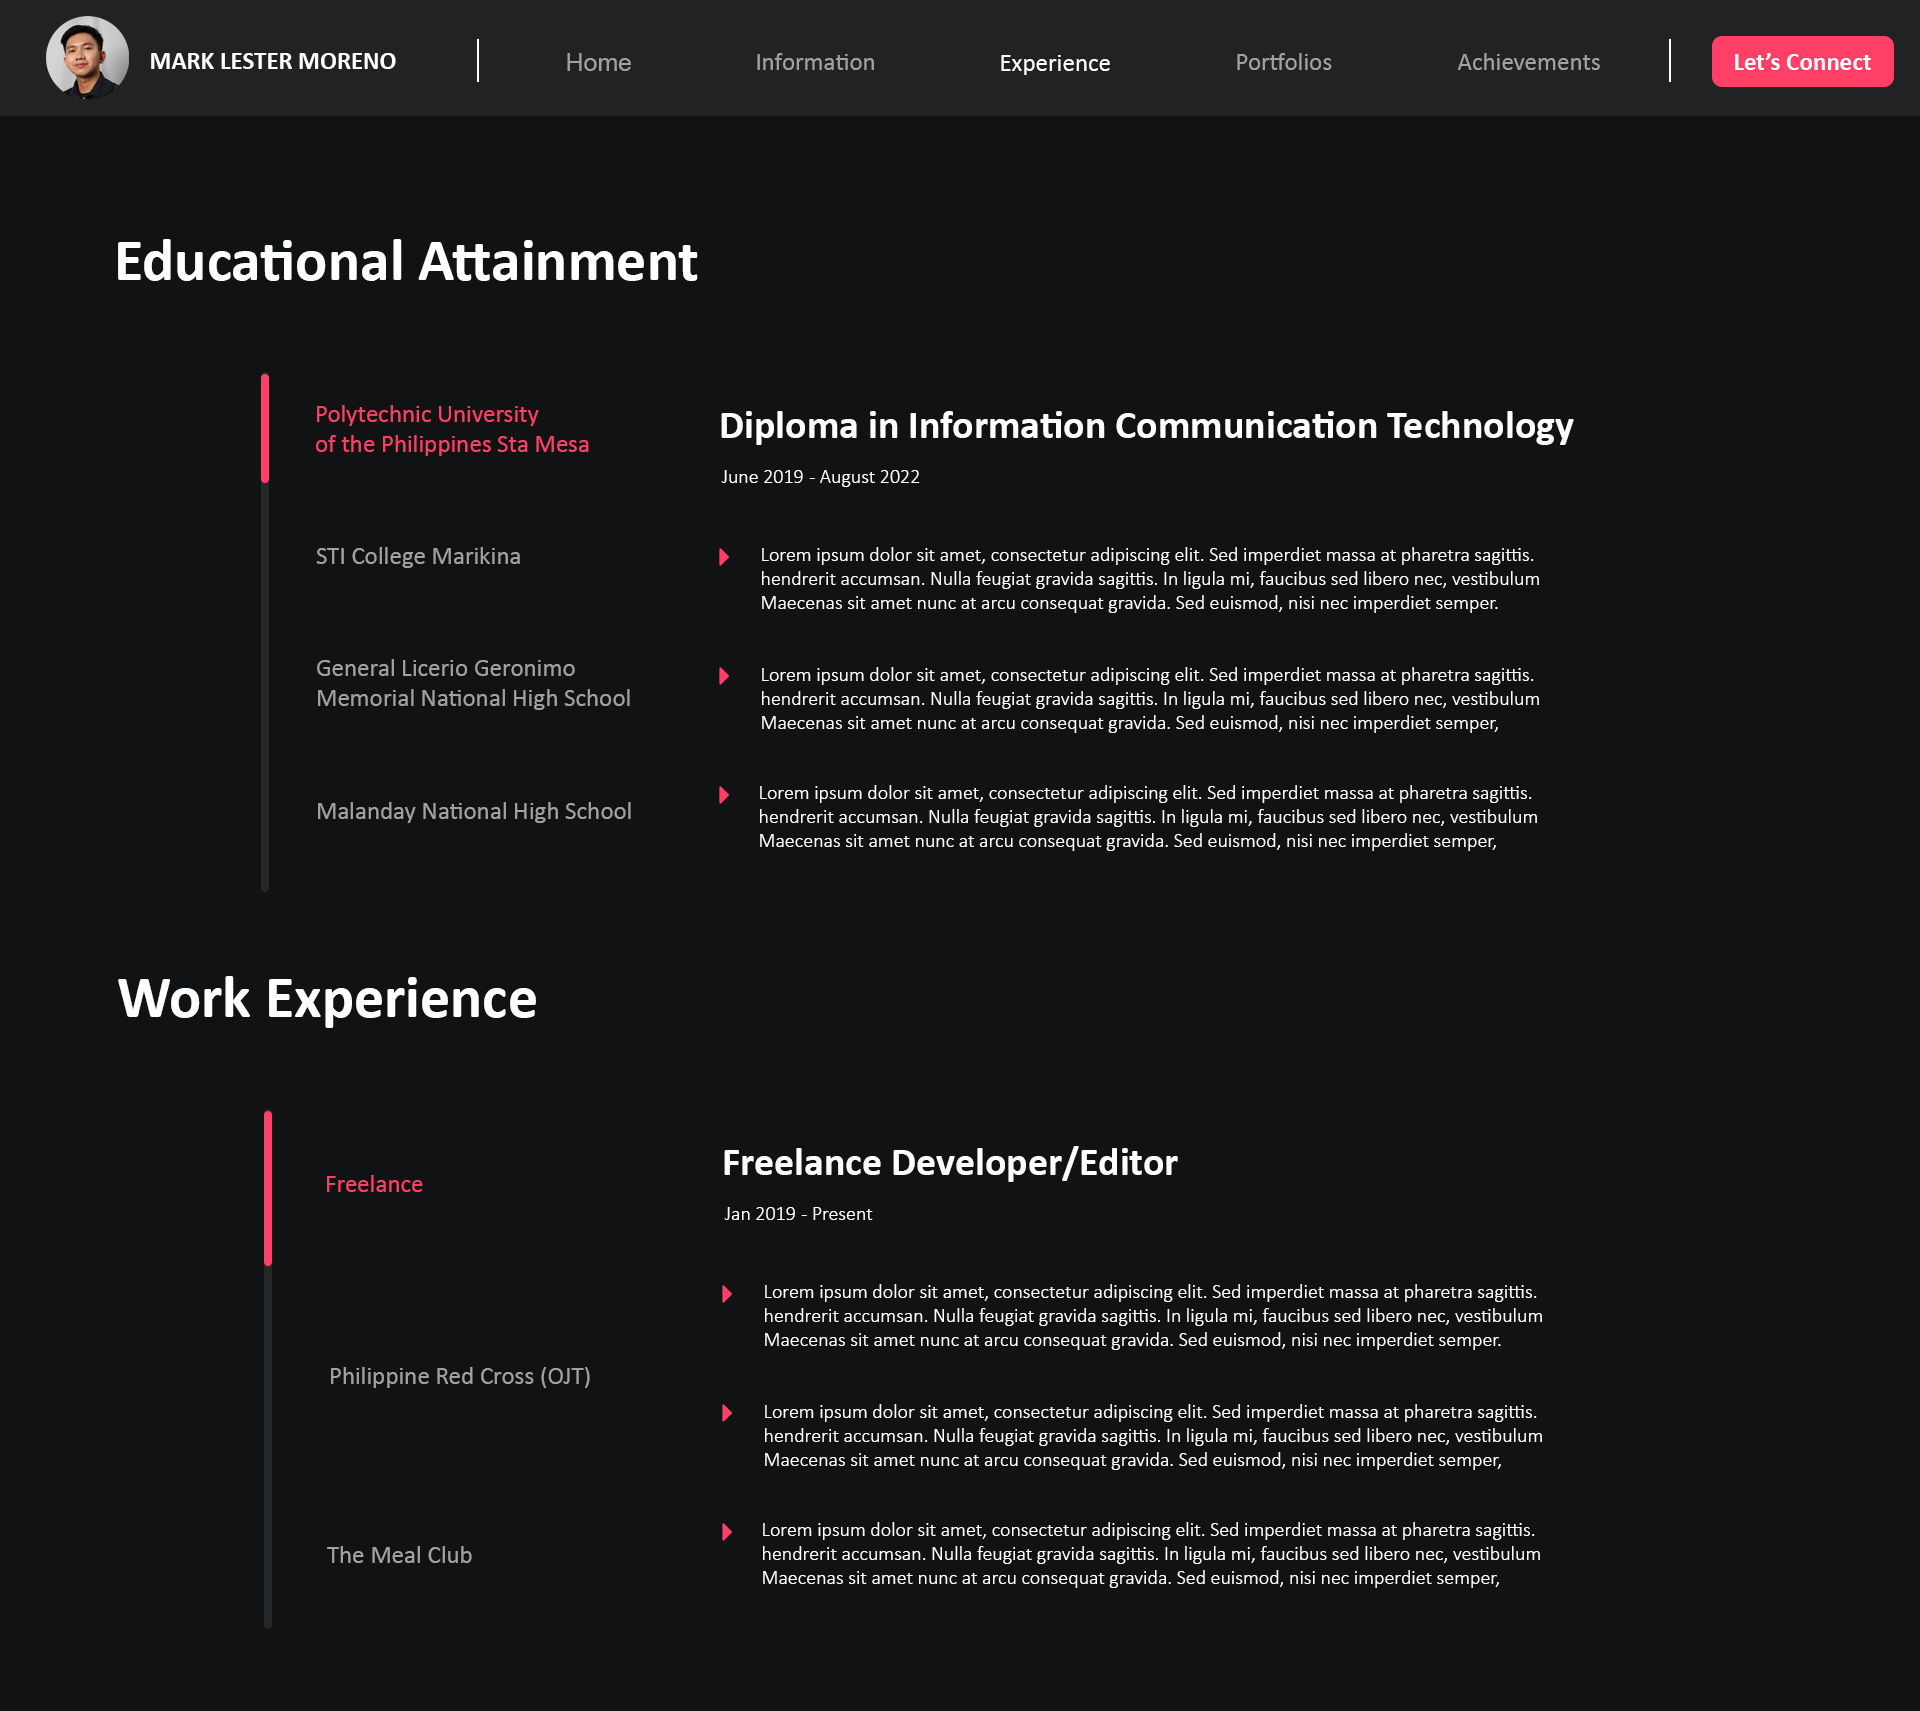 MARK LESTER MORENO
Home
Information
Experience
Portfolios
Achievements
Let’s Connect
Educational Attainment
Polytechnic University
of the Philippines Sta Mesa
STI College Marikina
General Licerio Geronimo
Memorial National High School
Malanday National High School
Diploma in Information Communication Technology
June 2019 - August 2022
Lorem ipsum dolor sit amet, consectetur adipiscing elit. Sed imperdiet massa at pharetra sagittis.
hendrerit accumsan. Nulla feugiat gravida sagittis. In ligula mi, faucibus sed libero nec, vestibulum
Maecenas sit amet nunc at arcu consequat gravida. Sed euismod, nisi nec imperdiet semper.
Lorem ipsum dolor sit amet, consectetur adipiscing elit. Sed imperdiet massa at pharetra sagittis.
hendrerit accumsan. Nulla feugiat gravida sagittis. In ligula mi, faucibus sed libero nec, vestibulum
Maecenas sit amet nunc at arcu consequat gravida. Sed euismod, nisi nec imperdiet semper,
Lorem ipsum dolor sit amet, consectetur adipiscing elit. Sed imperdiet massa at pharetra sagittis.
hendrerit accumsan. Nulla feugiat gravida sagittis. In ligula mi, faucibus sed libero nec, vestibulum
Maecenas sit amet nunc at arcu consequat gravida. Sed euismod, nisi nec imperdiet semper,
Work Experience
Freelance
Philippine Red Cross (OJT)
The Meal Club
Freelance Developer/Editor
Jan 2019 - Present
Lorem ipsum dolor sit amet, consectetur adipiscing elit. Sed imperdiet massa at pharetra sagittis.
hendrerit accumsan. Nulla feugiat gravida sagittis. In ligula mi, faucibus sed libero nec, vestibulum
Maecenas sit amet nunc at arcu consequat gravida. Sed euismod, nisi nec imperdiet semper.
Lorem ipsum dolor sit amet, consectetur adipiscing elit. Sed imperdiet massa at pharetra sagittis.
hendrerit accumsan. Nulla feugiat gravida sagittis. In ligula mi, faucibus sed libero nec, vestibulum
Maecenas sit amet nunc at arcu consequat gravida. Sed euismod, nisi nec imperdiet semper,
Lorem ipsum dolor sit amet, consectetur adipiscing elit. Sed imperdiet massa at pharetra sagittis.
hendrerit accumsan. Nulla feugiat gravida sagittis. In ligula mi, faucibus sed libero nec, vestibulum
Maecenas sit amet nunc at arcu consequat gravida. Sed euismod, nisi nec imperdiet semper,